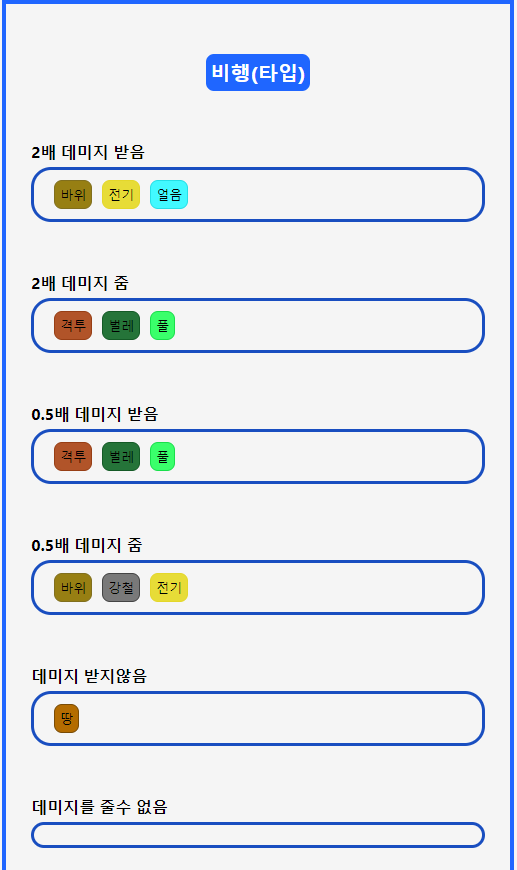 비행(타입)
2배 데미지 받음
바위 전기 얼음
2배 데미지 줌
격투 벌레 풀
0.5배 데미지 받음
격투 벌레 풀
0.5배 데미지 줌
바위 강철 전기
데미지 받지않음
땅
데미지를 줄수 없음